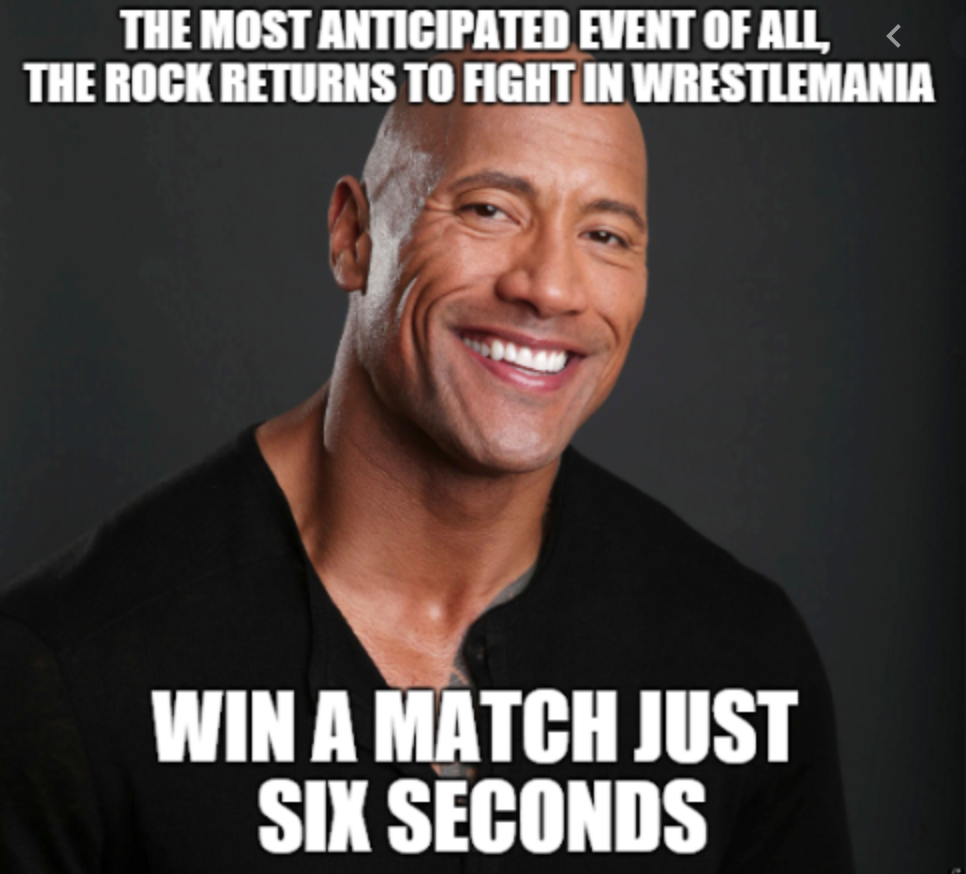 THE MOST ANTICIPATED EVENT OF ALL,
THE ROCK RETURNS TO FIGHT IN WRESTLEMANIA
WIN A MATCH JUST
SIX SECONDS